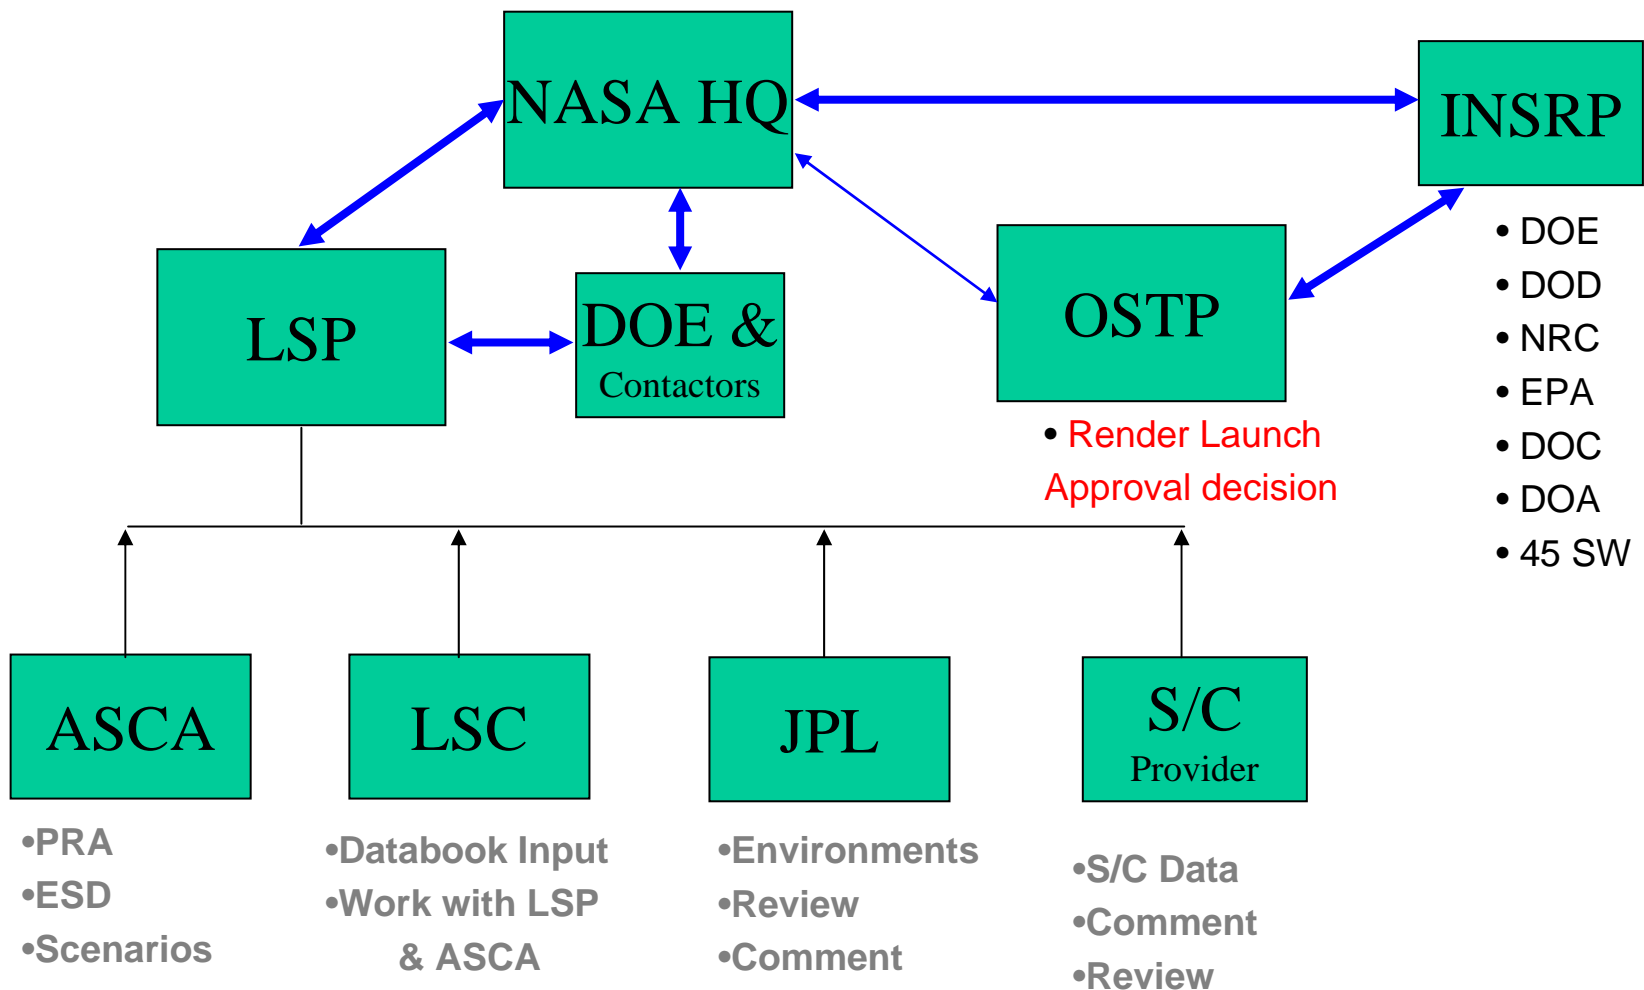 NASA HQ
INSRP
LSP
DOE &
Contactors
OSTP
• DOE
• DOD
• NRC
• EPA
• DOC
• DOA
• 45 SW
• Render Launch
Approval decision
ASCA
LSC
JPL
S/C
Provider
•PRA
•ESD
•Scenarios
•Databook Input
•Work with LSP
& ASCA
•Environments
•Review
•Comment
•S/C Data
•Comment
•Review